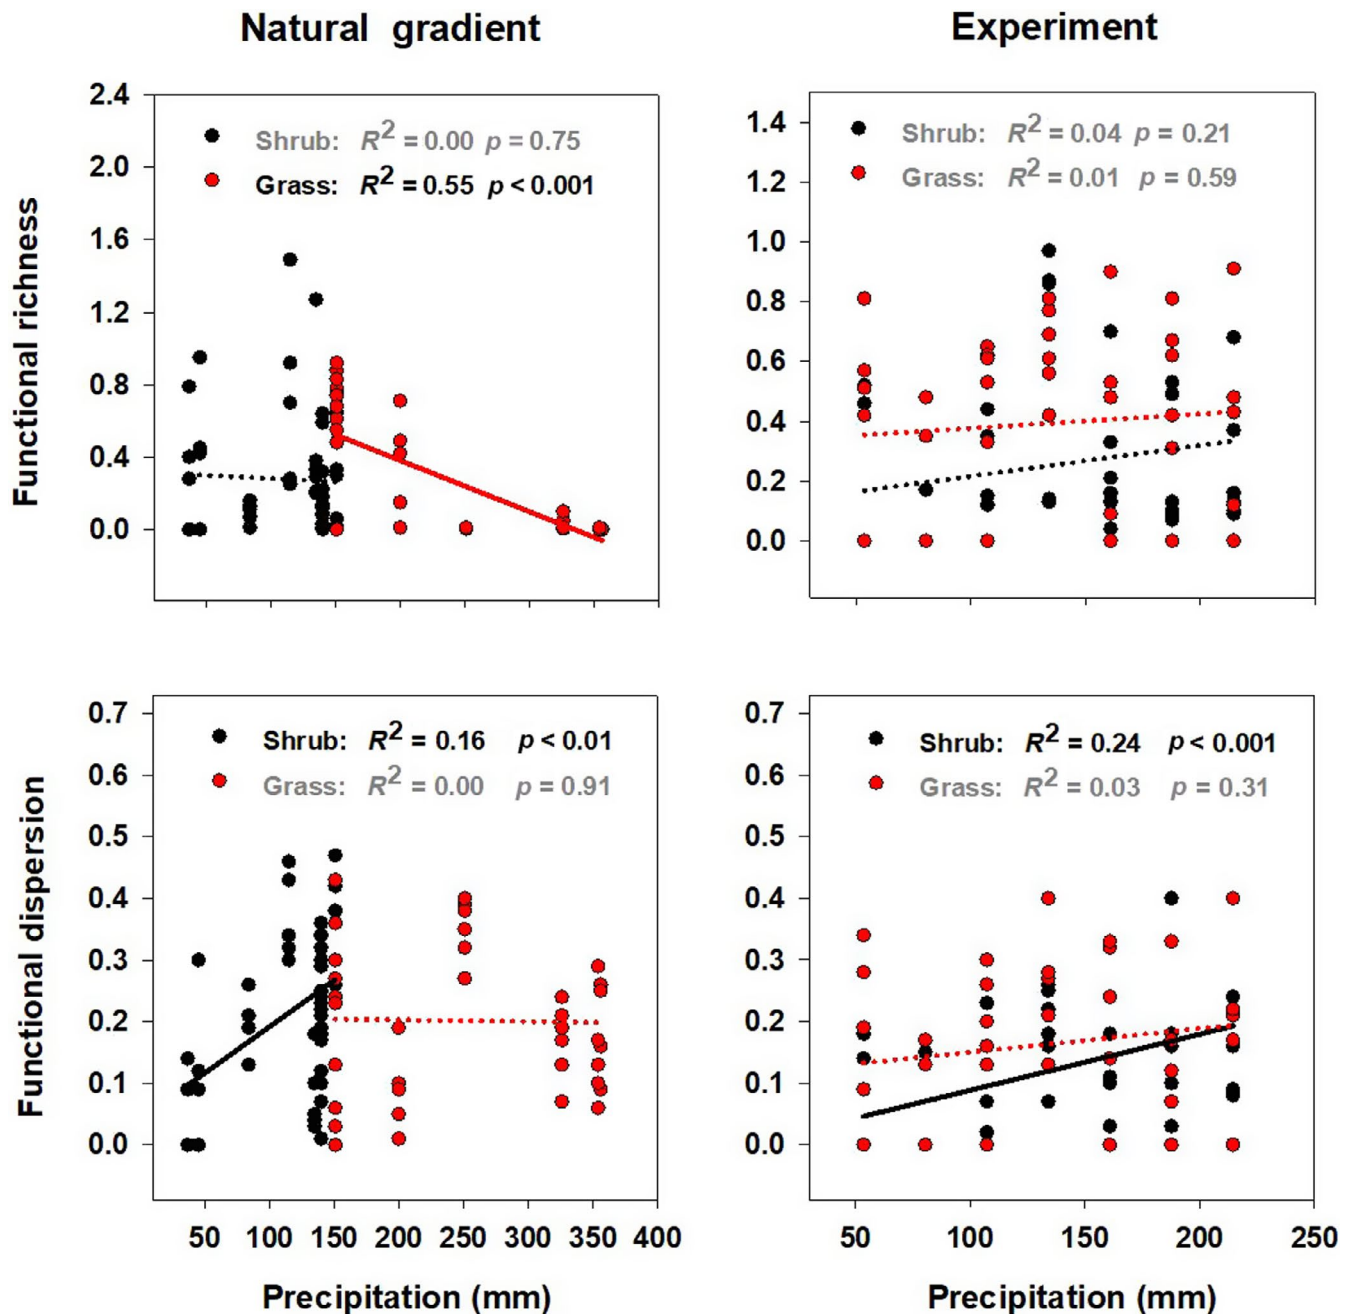 Natural gradient
Experiment
Functional richness
2.4
2.0
1.6
1.2
0.8
0.4
0.0
Shrub: R² = 0.00 p = 0.75
Grass: R² = 0.55 p < 0.001
1.4
1.2
1.0
0.8
0.6
0.4
0.2
0.0
Shrub: R² = 0.04 p = 0.21
Grass: R² = 0.01 p = 0.59
Functional dispersion
0.7
0.6
0.5
0.4
0.3
0.2
0.1
0.0
Shrub: R² = 0.16 p < 0.01
Grass: R² = 0.00 p = 0.91
50 100 150 200 250 300 350 400
Precipitation (mm)
0.7
0.6
0.5
0.4
0.3
0.2
0.1
0.0
Shrub: R² = 0.24 p < 0.001
Grass: R² = 0.03 p = 0.31
50 100 150 200 250
Precipitation (mm)